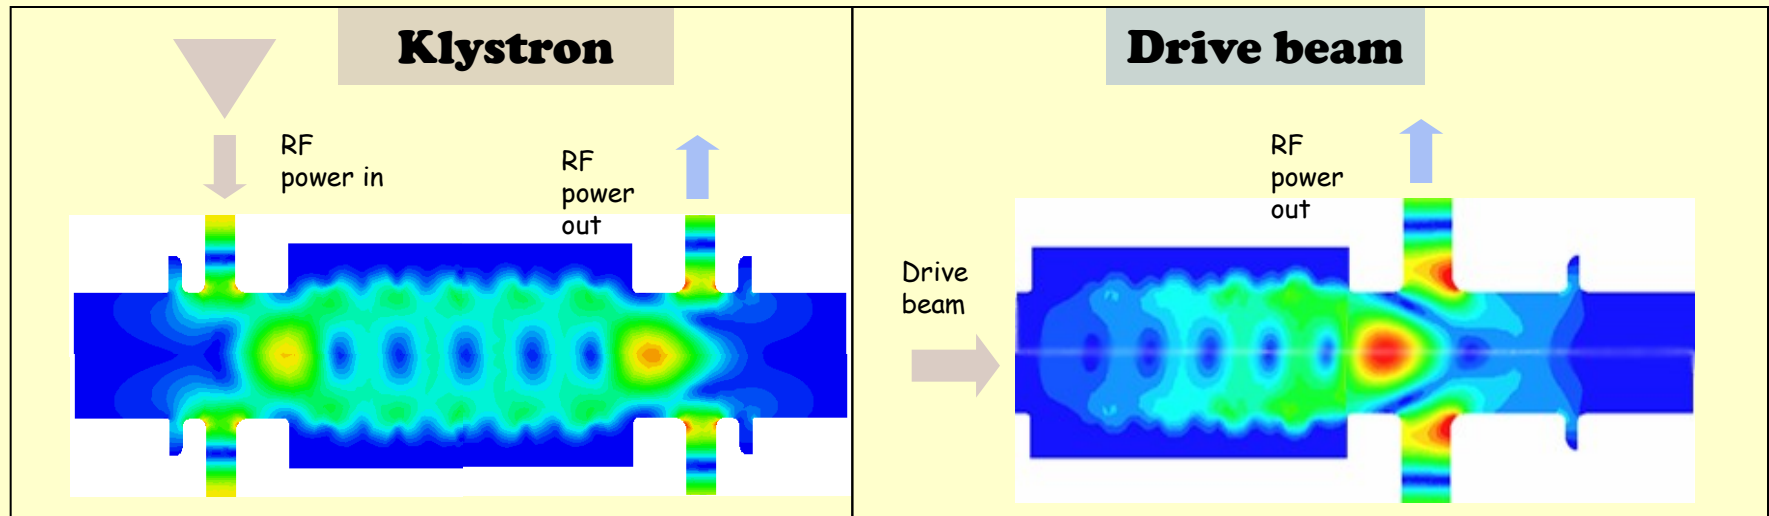 Klystron
RF
power in
RF
power
out
Drive beam
RF
power
out
Drive
beam